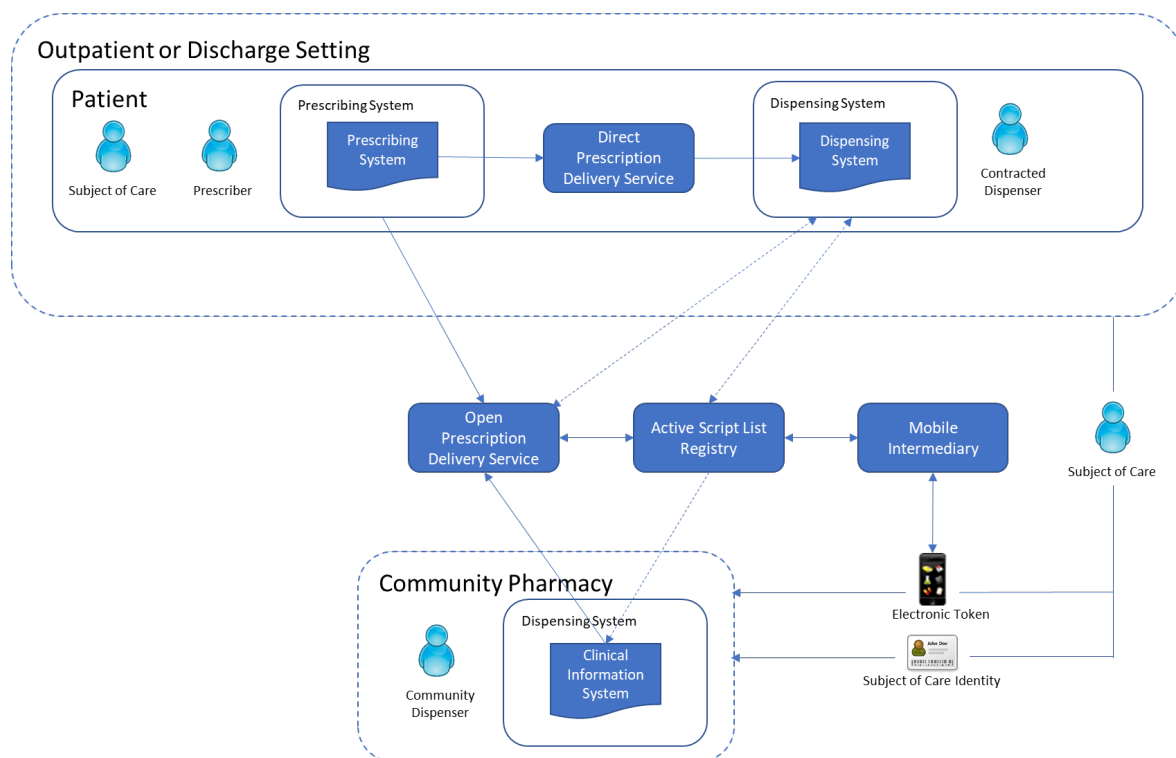 Outpatient or Discharge Setting
Patient
Subject of Care
Prescriber
Prescribing System
Prescribing
System
Direct
Prescription
Delivery Service
Dispensing System
Dispensing
System
Contracted
Dispenser
Open
Prescription
Delivery Service
Active Script List
Registry
Mobile
Intermediary
Subject of Care
Community Pharmacy
Community
Dispenser
Dispensing System
Clinical
Information
System
Electronic Token
John Doe
Subject of Care Identity